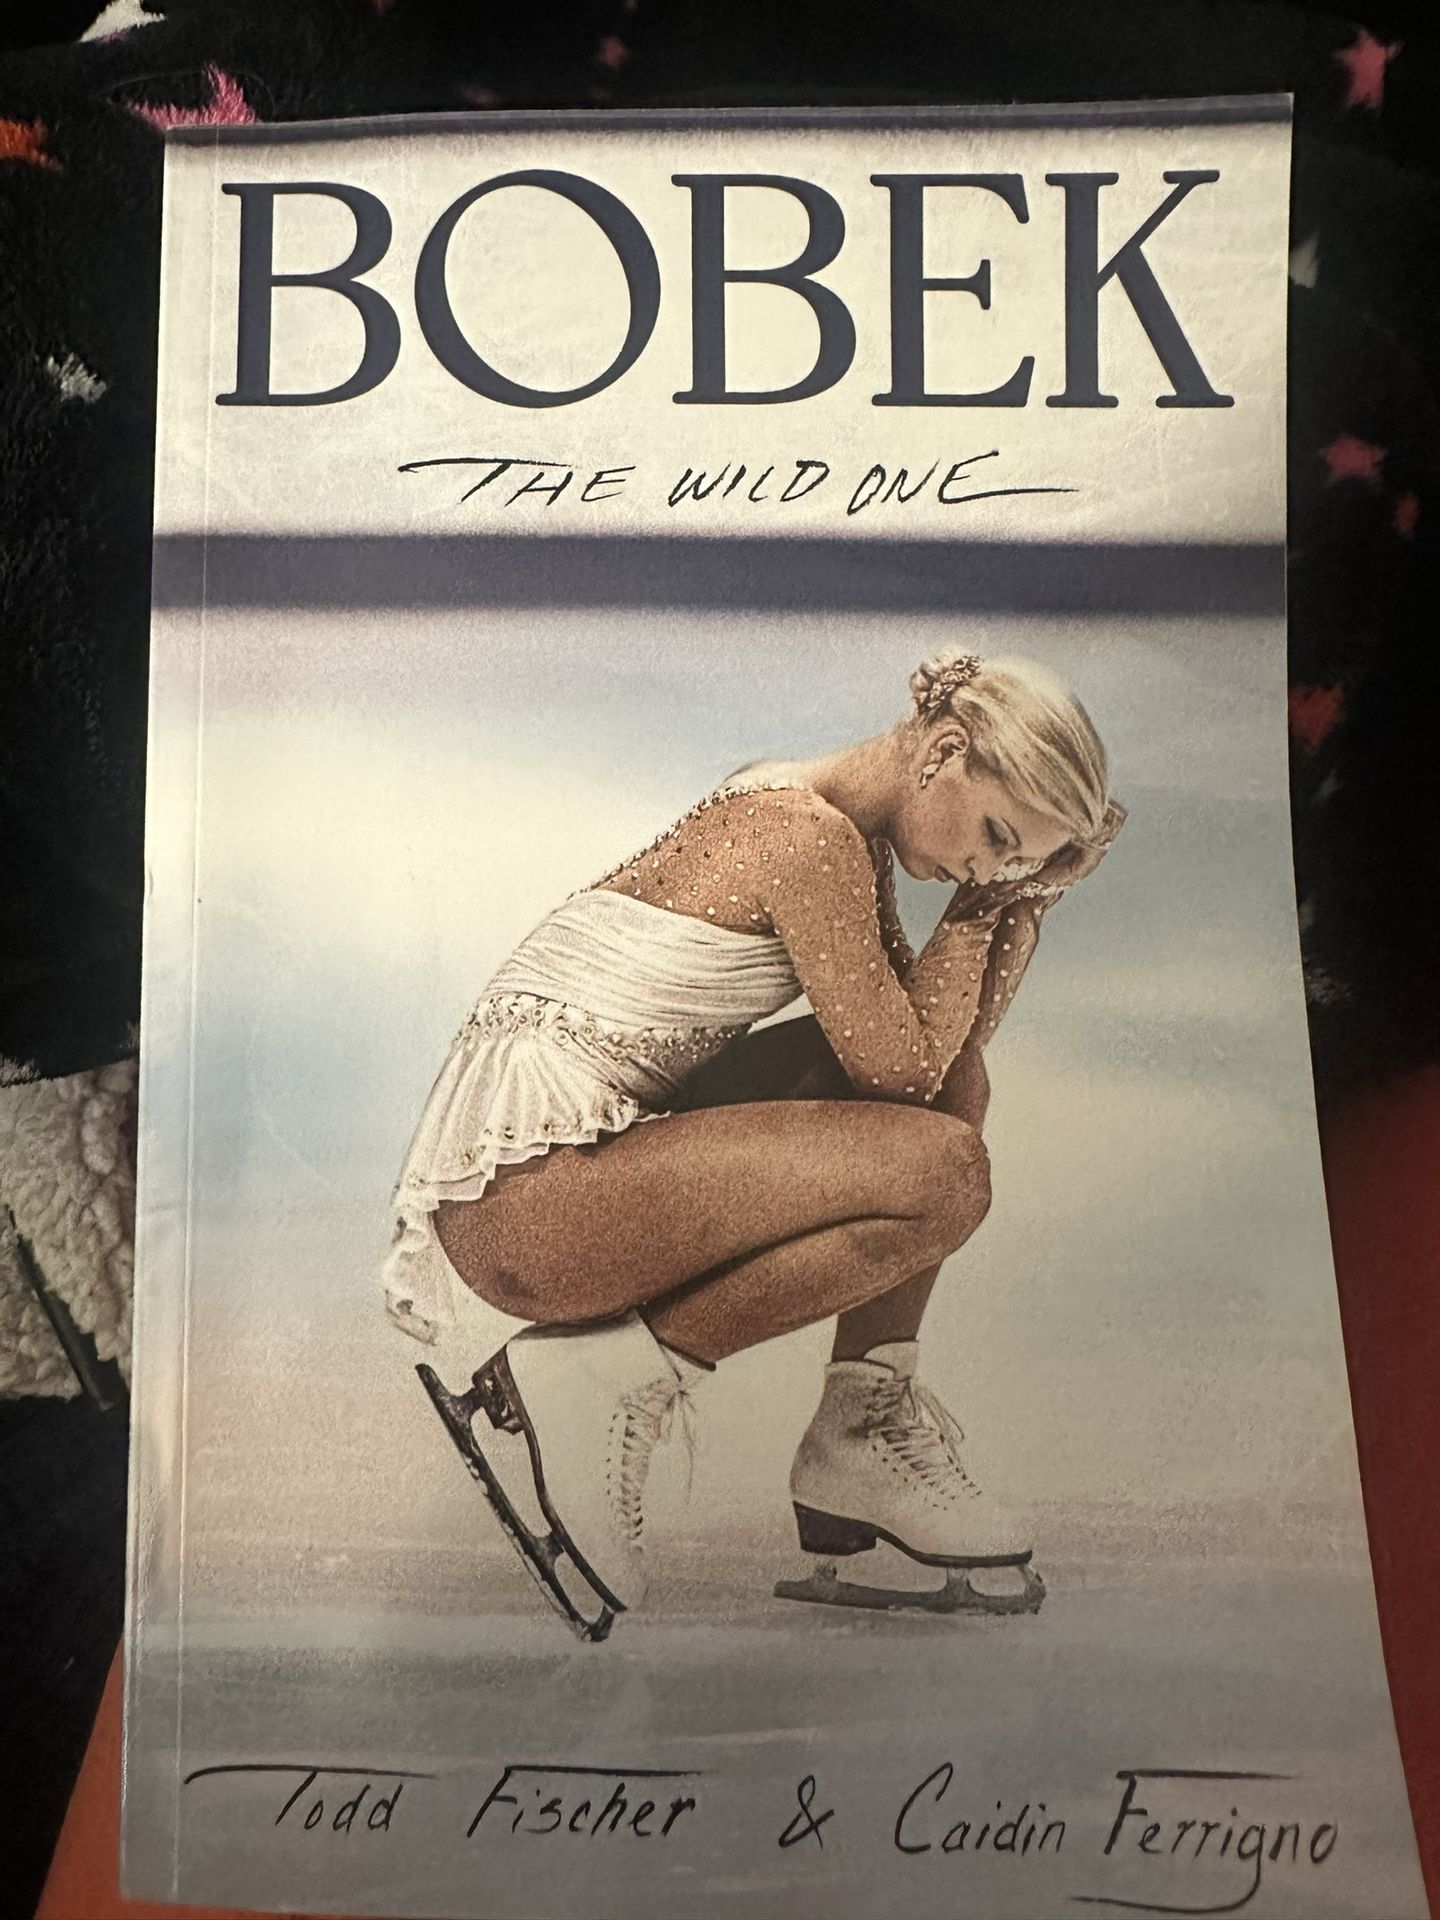 BOBEK
THE WILD ONE
Todd Fischer & Caidin Ferrigno